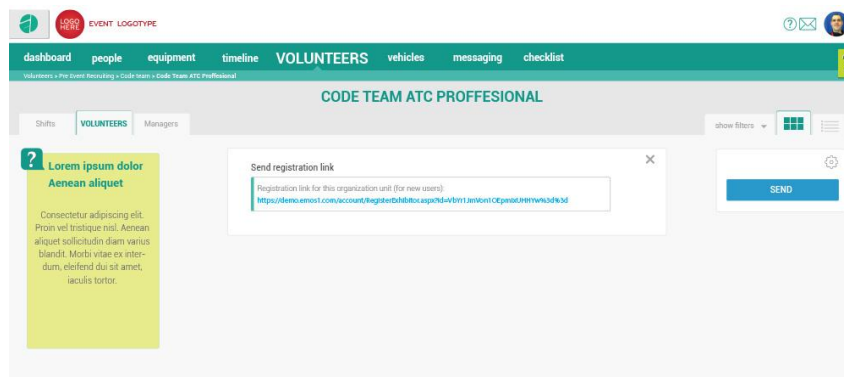 LOGO
HERE
EVENT LOGOTYPE
?
dashboard people equipment timeline VOLUNTEERS vehicles messaging checklist
Volunteers > Pre Event Recruiting > Code team > Code Team ATC Proffesional
CODE TEAM ATC PROFFESIONAL
Shifts VOLUNTEERS Managers show filters
?
Lorem ipsum dolor
Aenean aliquet
Consectetur adipiscing elit.
Proin vel tristique nisl. Aenean
aliquet sollicitudin diam varius
blandit. Morbi vitae ex inter-
dum, eleifend dui sit amet,
iaculis tortor.
Send registration link
Registration link for this organization unit (for new users):
SEND